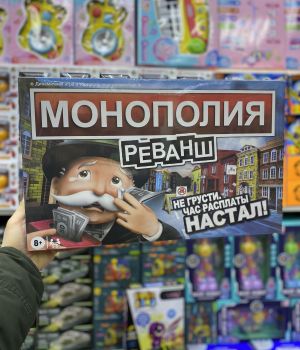 МОНОПОЛИЯ
РЕВАНШ
НЕ ГРУСТИ,
ЧАС РАСПЛАТЫ
НАСТАЛ!
8+